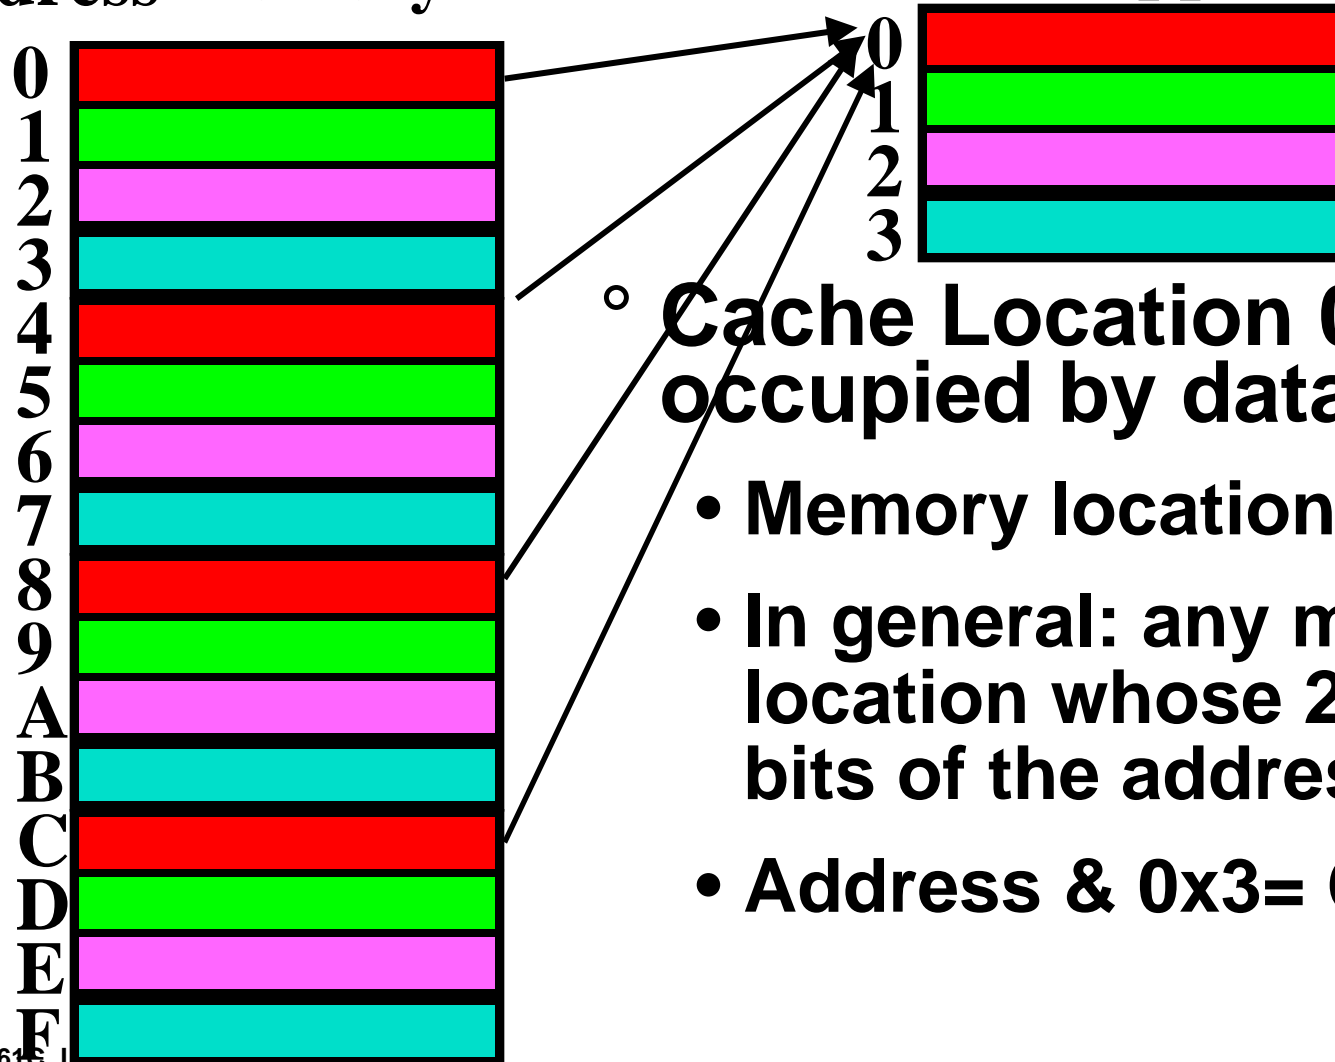 0
1
2
3
4
5
6
7
8
9
A
B
C
D
E
F
0
1
2
3
Cache Location
occupied by data
• Memory location
• In general: any
location whose 2
bits of the addres
• Address & 0x3=